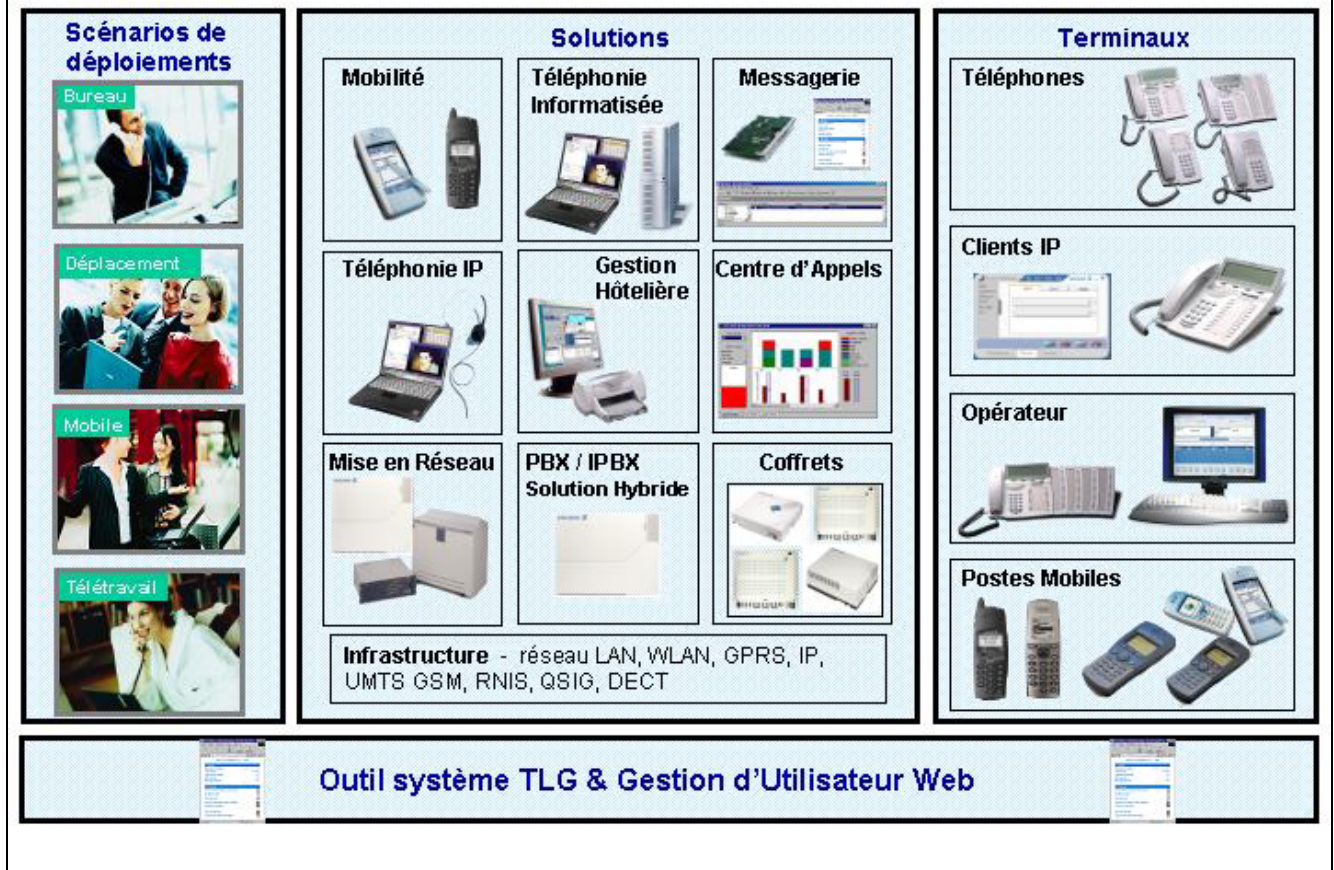 Scénarios de
déploiements
Bureau
Déplacement
Mobile
Télétravail
Solutions
Mobilité
Téléphonie
Informatisée
Messagerie
Téléphonie IP
Gestion
Hôtelière
Centre d'Appels
Mise en Réseau
PBX / IPBX
Solution Hybride
Coffrets
Infrastructure - réseau LAN, WLAN, GPRS, IP,
UMTS GSM, RNIS, QSIG, DECT
Terminaux
Téléphones
Clients IP
Opérateur
Postes Mobiles
Outil système TLG & Gestion d'Utilisateur Web